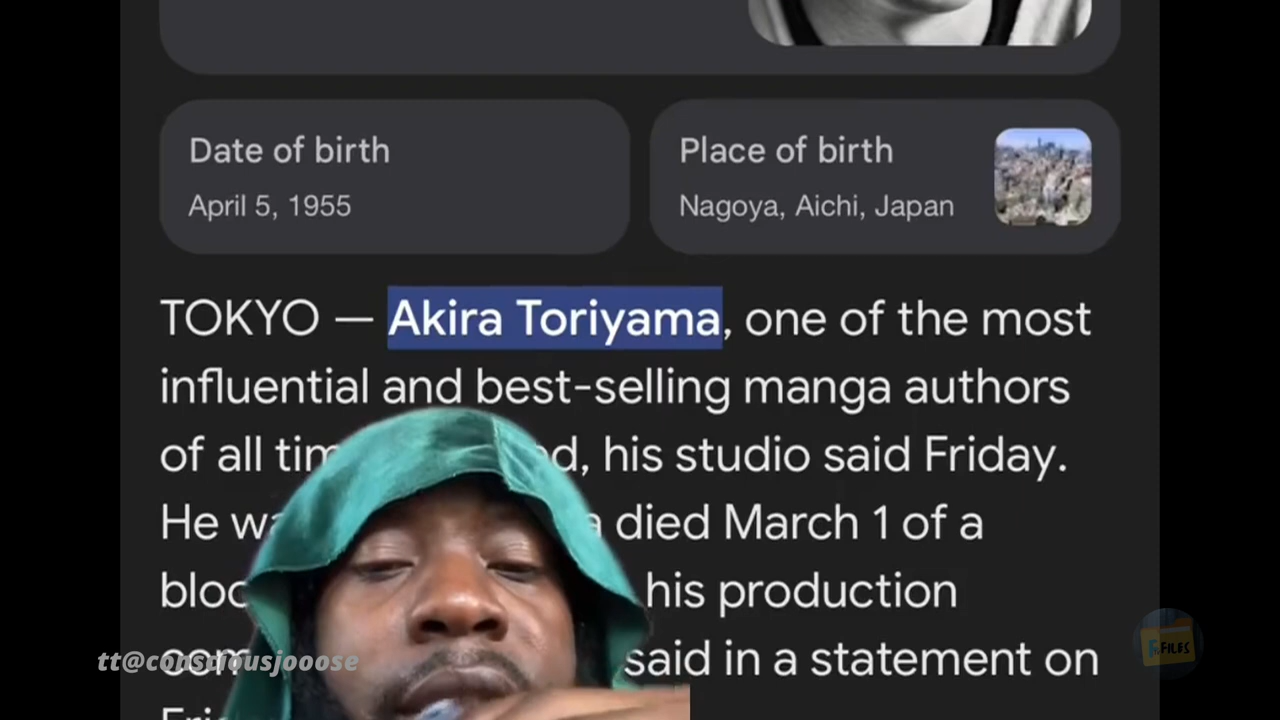 Date of birth
April 5, 1955
Place of birth
Nagoya, Aichi, Japan
TOKYO — Akira Toriyama, one of the most
influential and best-selling manga authors
of all tim d, his studio said Friday.
He wa a died March 1 of a
bloo his production
com said in a statement on
tt@consciousjooose
FILES